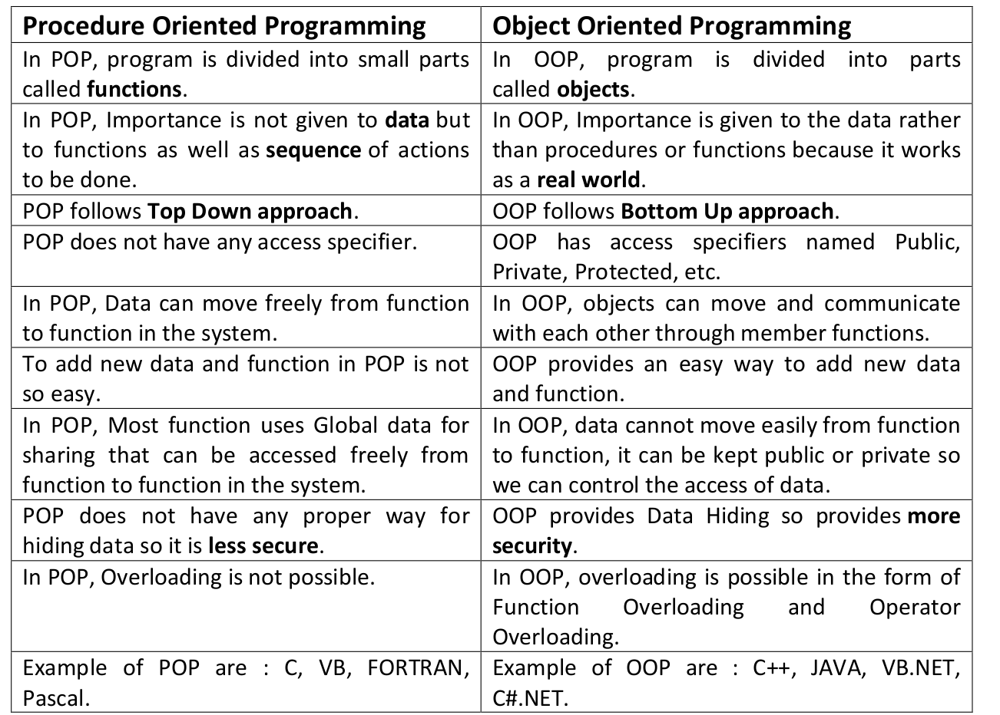 Procedure Oriented Programming
Object Oriented Programming
In POP, program is divided into small parts
called functions.
In OOP, program is divided into parts
called objects.
In POP, Importance is not given to data but
to functions as well as sequence of actions
to be done.
In OOP, Importance is given to the data rather
than procedures or functions because it works
as a real world.
POP follows Top Down approach.
OOP follows Bottom Up approach.
POP does not have any access specifier.
OOP has access specifiers named Public,
Private, Protected, etc.
In POP, Data can move freely from function
to function in the system.
In OOP, objects can move and communicate
with each other through member functions.
To add new data and function in POP is not
so easy.
OOP provides an easy way to add new data
and function.
In POP, Most function uses Global data for
sharing that can be accessed freely from
function to function in the system.
In OOP, data cannot move easily from function
to function, it can be kept public or private so
we can control the access of data.
POP does not have any proper way for
hiding data so it is less secure.
OOP provides Data Hiding so provides more
security.
In POP, Overloading is not possible.
In OOP, overloading is possible in the form of
Function Overloading and Operator
Overloading.
Example of POP are : C, VB, FORTRAN,
Pascal.
Example of OOP are : C++, JAVA, VB.NET,
C#.NET.